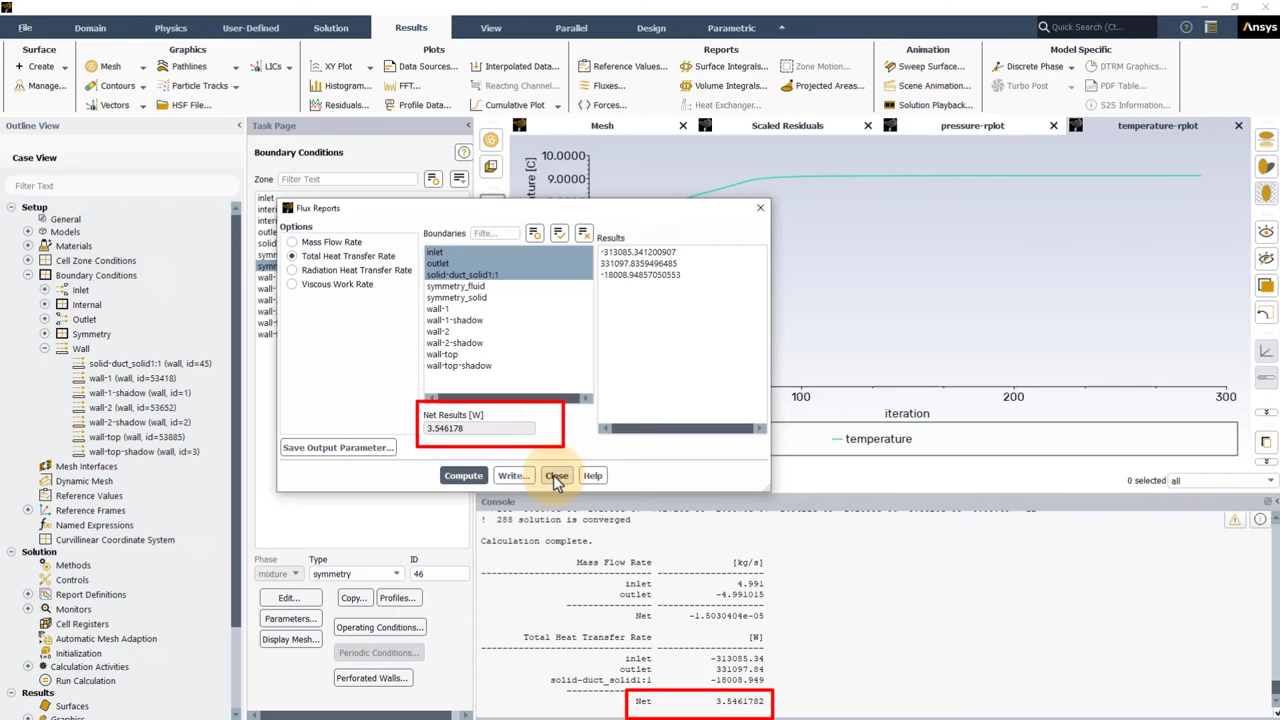 File Domain Physics User-Defined Solution Results View Parallel Design Parametric Quick Search (Ct... Ansys
Surface Graphics Plots Reports Animation Model Specific
Create Mesh Pathlines LICs XY Plot Data Sources... Interpolated Data... Reference Values... Surface Integrals... Zone Motion... Sweep Surface... Discrete Phase DTRM Graphics...
Manage... Contours Particle Tracks Histogram... FFT... Reacting Channel... Fluxes... Volume Integrals... Projected Areas... Scene Animation... Turbo Post PDF Table...
Vectors HSF File... Residuals... Profile Data... Cumulative Plot Forces... Heat Exchanger... Solution Playback... S2S Information...
Outline View
Case View
Filter Text
Setup
General
Models
Materials
Cell Zone Conditions
Boundary Conditions
Inlet
Internal
Outlet
Symmetry
Wall
solid-duct_solid1:1 (wall, id=45)
wall-1 (wall, id=53418)
wall-1-shadow (wall, id=1)
wall-2 (wall, id=53652)
wall-2-shadow (wall, id=2)
wall-top (wall, id=53885)
wall-top-shadow (wall, id=3)
Mesh Interfaces
Dynamic Mesh
Reference Values
Reference Frames
Named Expressions
Curvillinear Coordinate System
Solution
Methods
Controls
Report Definitions
Monitors
Cell Registers
Automatic Mesh Adaption
Initialization
Calculation Activities
Run Calculation
Results
Surfaces
Graphics
Task Page
Boundary Conditions
Zone Filter Text
inlet
Flux Reports
Options
Mass Flow Rate
Total Heat Transfer Rate
Radiation Heat Transfer Rate
Viscous Work Rate
Save Output Parameter...
Boundaries Filte...
inlet
outlet
solid-duct_solid1:1
symmetry_fluid
symmetry_solid
wall-1
wall-1-shadow
wall-2
wall-2-shadow
wall-top
wall-top-shadow
Results
-313085.341200907
331097.8359496485
-18008.94857050553
Net Results [W]
3.546178
Compute Write... Close Help
Phase Type ID
mixture symmetry 46
Edit... Copy... Profiles...
Parameters... Operating Conditions...
Display Mesh... Periodic Conditions...
Perforated Walls...
Mesh Scaled Residuals pressure-rplot temperature-rplot
10.0000
9.0000
100 200 300
iteration
temperature
0 selected all
Console
! 288 solution is converged
Calculation complete.
Mass Flow Rate [kg/s]
inlet 4.991
outlet -4.991015
Net -1.5030404e-05
Total Heat Transfer Rate [W]
inlet -313085.34
outlet 331097.84
solid-duct_solid1:1 -18008.949
Net 3.5461782